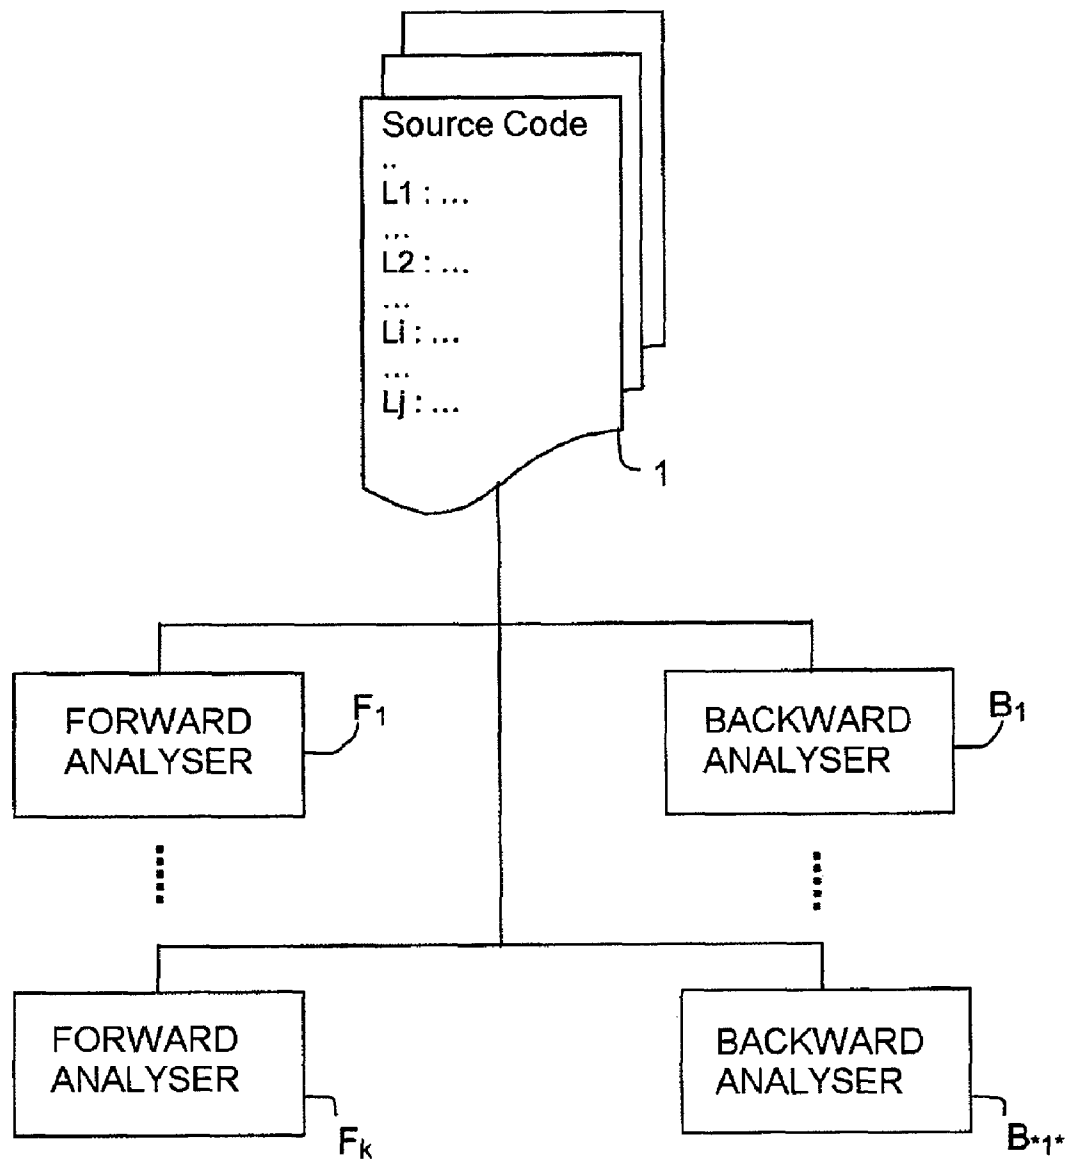 Source Code
..
L1 : ...
...
L2 : ...
...
Li : ...
...
Lj : ...
1
FORWARD
ANALYSER
F1
BACKWARD
ANALYSER
B1
FORWARD
ANALYSER
Fk
BACKWARD
ANALYSER
B*1*